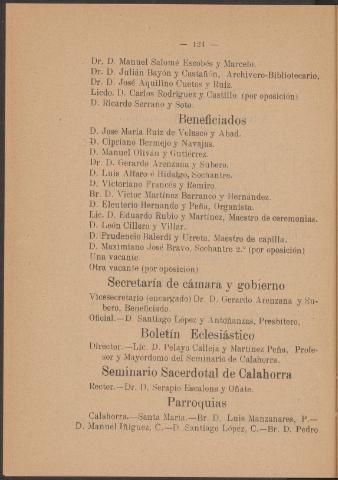 — 124 —
Dr. D. Manuel Salomé Escobés y Marcelo.
Dr. D. Julián Bayón y Castañón, Archivero-Bibliotecario.
Dr. D. José Aquilino Cuetos y Ruiz.
Licdo. D. Carlos Rodríguez y Castillo (por oposición)
D. Ricardo Serrano y Soto.
Beneficiados
D. José María Ruiz de Velasco y Abad.
D. Cipriano Bermejo y Navajas.
D. Manuel Oliván y Gutiérrez.
Dr. D. Gerardo Arenzana y Subero.
D. Luis Alfaro é Hidalgo, Sochantre.
D. Victoriano Francés y Remiro.
Br. D. Víctor Martínez Barranco y Hernández.
D. Eleuterio Hernando y Peña, Organista.
Lic. D. Eduardo Rubio y Martínez, Maestro de ceremonias.
D. León Cillero y Villar.
D. Prudencio Balerdi y Urreta, Maestro de capilla.
D. Maximiano José Bravo, Sochantre 2.º (por oposición)
Una vacante.
Otra vacante (por oposición)
Secretaría de cámara y gobierno
Vicesecretario (encargado) Dr. D. Gerardo Arenzana y Su-
bero, Beneficiado.
Oficial.—D. Santiago López y Antoñanzas, Presbítero.
Boletín Eclesiástico
Director.—Lic. D. Pelayo Calleja y Martínez Peña, Profe-
sor y Mayordomo del Seminario de Calahorra.
Seminario Sacerdotal de Calahorra
Rector.—Dr. D. Serapio Escalona y Oñate.
Parroquias
Calahorra.—Santa María.—Br. D. Luis Manzanares, P.—
D. Manuel Iñiguez, C.—D. Santiago López, C.—Br. D. Pedro